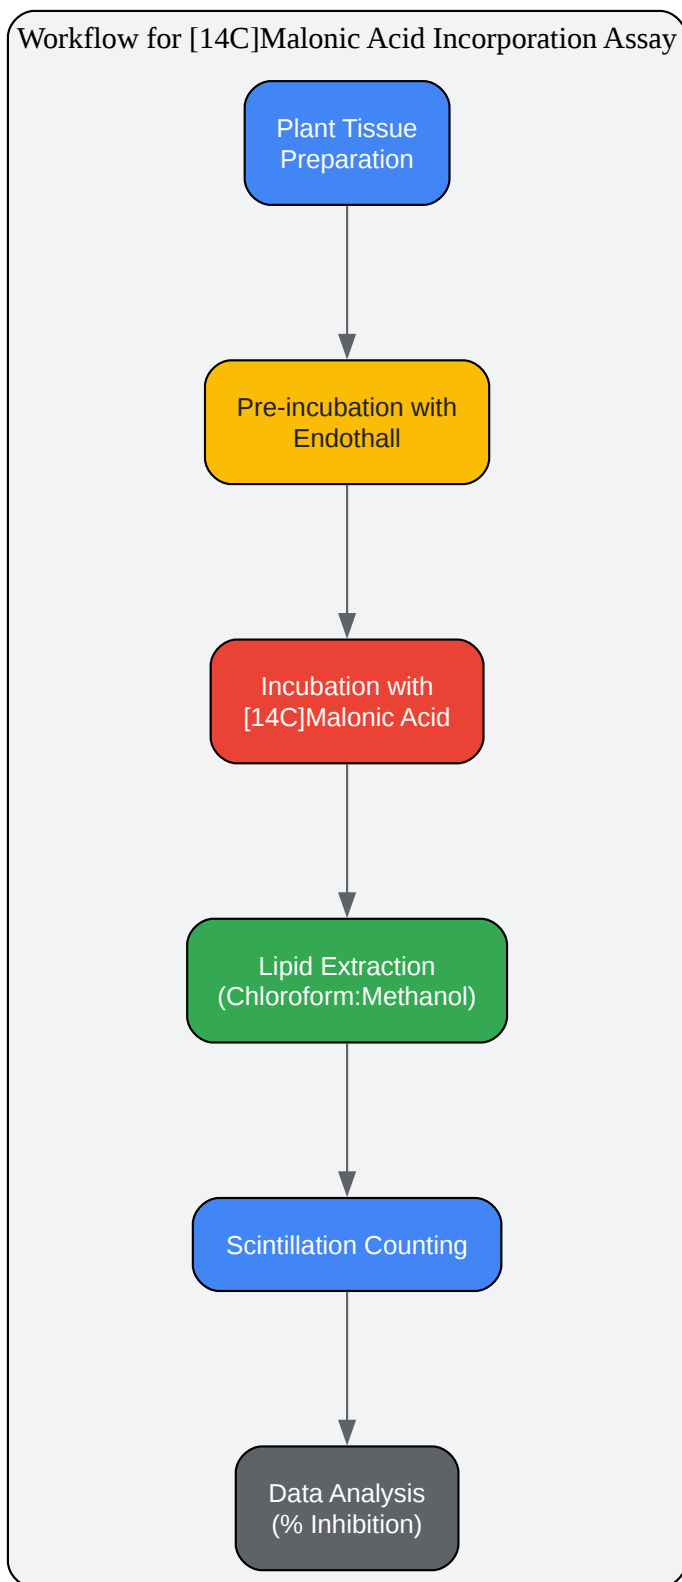 Workflow for [14C]Malonic Acid Incorporation Assay
Plant Tissue
Preparation
Pre-incubation with
Endothall
Incubation with
[14C]Malonic Acid
Lipid Extraction
(Chloroform:Methanol)
Scintillation Counting
Data Analysis
(% Inhibition)